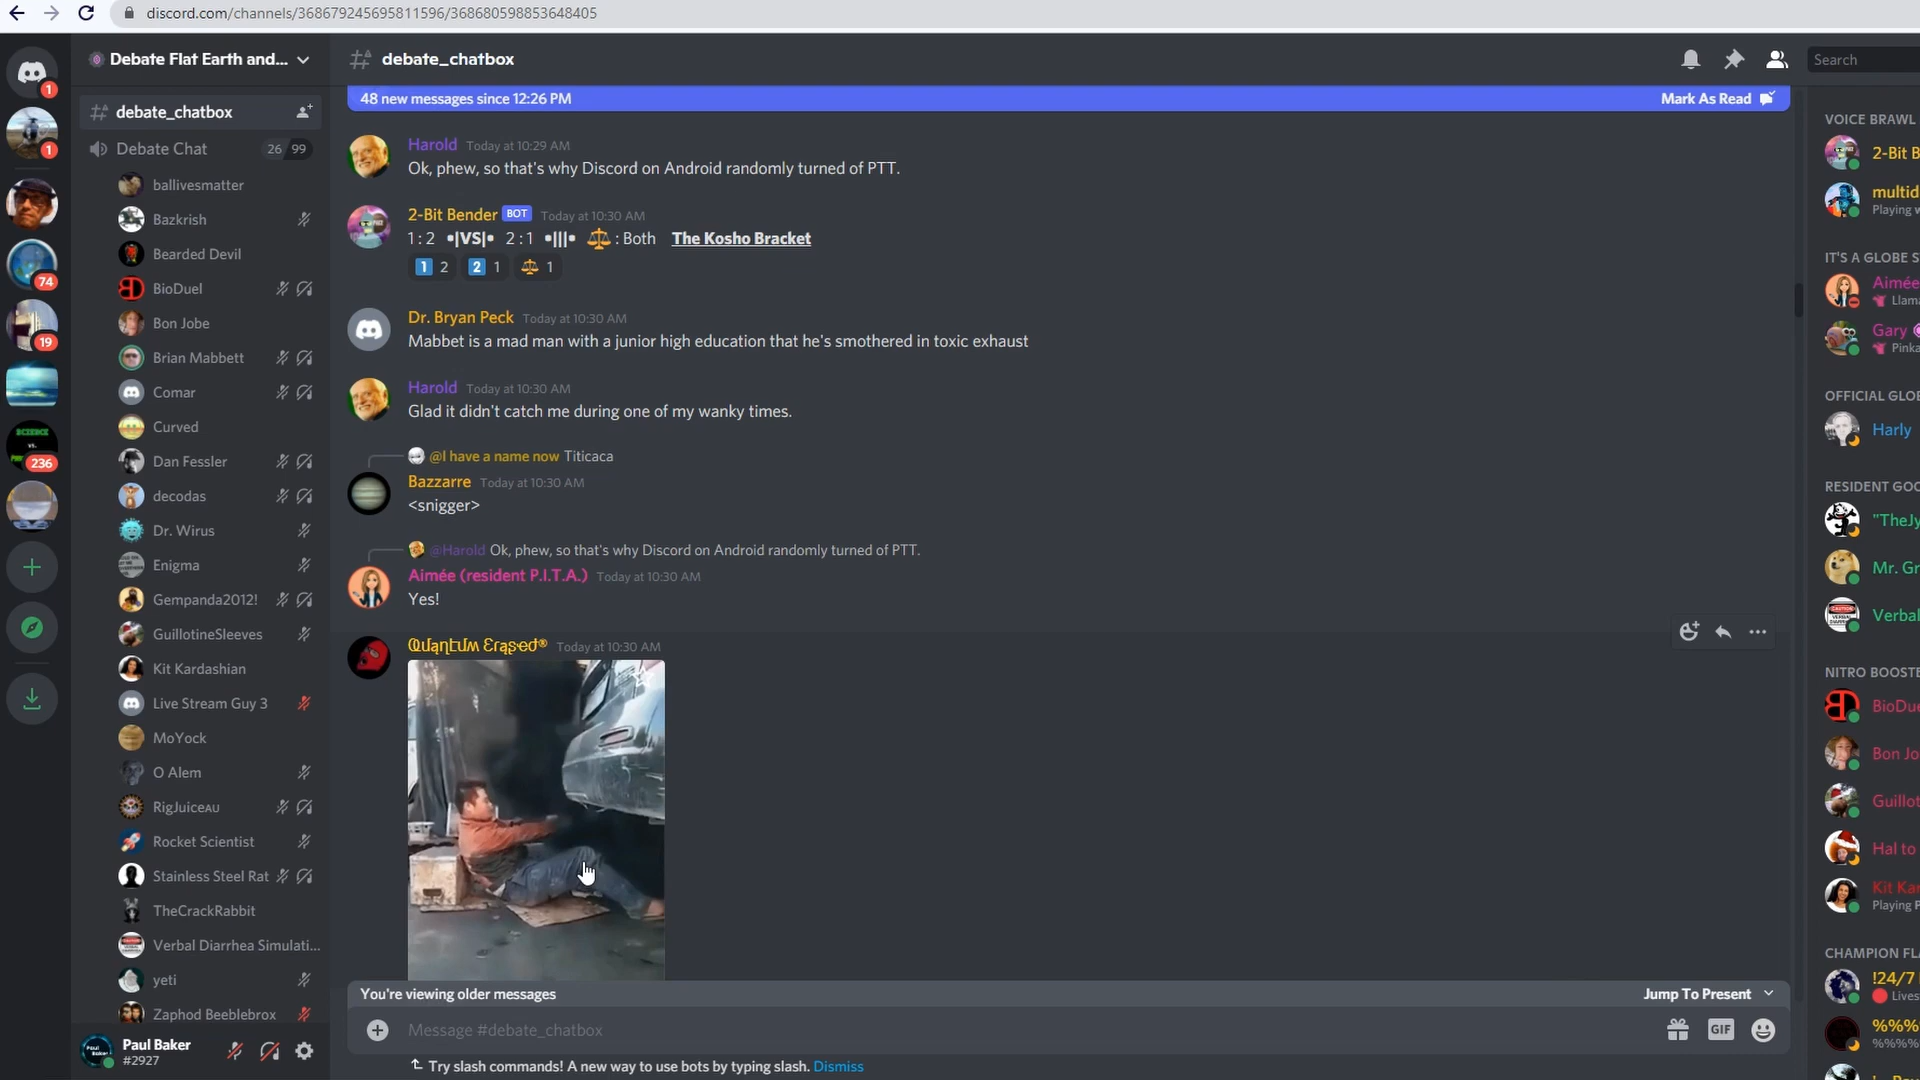 discord.com/channels/368679245695811596/368680598853648405
Debate Flat Earth and...
debate_chatbox
Search
1
1
74
19
236
debate_chatbox
Debate Chat 26 99
ballivesmatter
Bazkrish
Bearded Devil
BioDuel
Bon Jobe
Brian Mabbett
Comar
Curved
Dan Fessler
decodas
Dr. Wirus
Enigma
Gempanda2012!
GuillotineSleeves
Kit Kardashian
Live Stream Guy 3
MoYock
O Alem
RigJuiceAU
Rocket Scientist
Stainless Steel Rat
TheCrackRabbit
Verbal Diarrhea Simulati...
yeti
Zaphod Beeblebrox
Paul Baker
#2927
48 new messages since 12:26 PM Mark As Read
Harold Today at 10:29 AM
Ok, phew, so that's why Discord on Android randomly turned of PTT.
2-Bit Bender BOT Today at 10:30 AM
1: 2 •|VS|• 2: 1 •|||• ⚖: Both The Kosho Bracket
1 2 2 1 ⚖ 1
Dr. Bryan Peck Today at 10:30 AM
Mabbet is a mad man with a junior high education that he's smothered in toxic exhaust
Harold Today at 10:30 AM
Glad it didn't catch me during one of my wanky times.
@I have a name now Titicaca
Bazzarre Today at 10:30 AM
<snigger>
@Harold Ok, phew, so that's why Discord on Android randomly turned of PTT.
Aimée (resident P.I.T.A.) Today at 10:30 AM
Yes!
Today at 10:30 AM
You're viewing older messages Jump To Present
Message #debate_chatbox
GIF
Try slash commands! A new way to use bots by typing slash. Dismiss
VOICE BRAWL
2-Bit B
multid
Playing w
IT'S A GLOBE S
Aimée
Llama
Gary
Pinka
OFFICIAL GLO
Harly
RESIDENT GOO
"TheJy
Mr. Gr
Verbal
NITRO BOOSTE
BioDue
Bon Jo
Guillot
Hal to
Kit Kar
Playing P
CHAMPION FLA
!24/7
Lives
%%%
%%%%